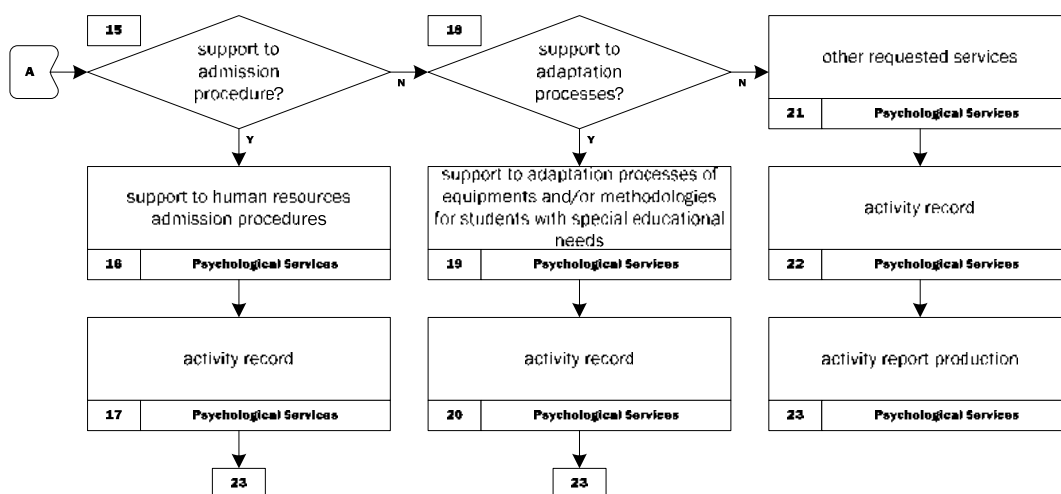 A
15
support to
admission
procedure?
N
Y
support to human resources
admission procedures
16 Psychological Services
activity record
17 Psychological Services
23
18
support to
adaptation
processes?
N
Y
support to adaptation processes of
equipments and/or methodologies
for students with special educational
needs
19 Psychological Services
activity record
20 Psychological Services
23
other requested services
21 Psychological Services
activity record
22 Psychological Services
activity report production
23 Psychological Services